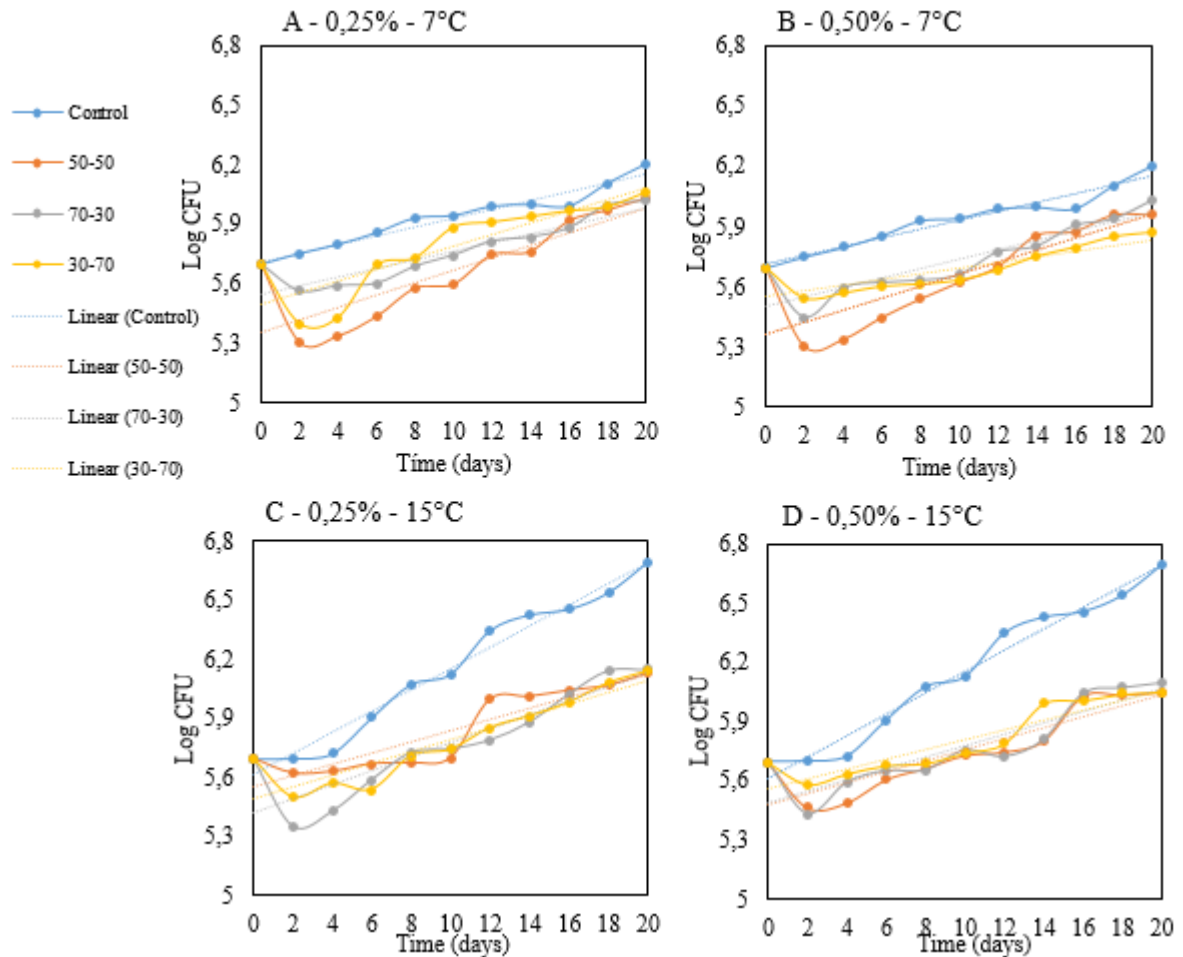 A - 0,25% - 7°C
B - 0,50% - 7°C
Control
50-50
70-30
30-70
Linear (Control)
Linear (50-50)
Linear (70-30)
Linear (30-70)
Log CFU
6,8
6,5
6,2
5,9
5,6
5,3
5
0 2 4 6 8 10 12 14 16 18 20
Time (days)
Log CFU
6,8
6,5
6,2
5,9
5,6
5,3
5
0 2 4 6 8 10 12 14 16 18 20
Time (days)
C - 0,25% - 15°C
D - 0,50% - 15°C
Log CFU
6,8
6,5
6,2
5,9
5,6
5,3
5
0 2 4 6 8 10 12 14 16 18 20
Time (days)
Log CFU
6,8
6,5
6,2
5,9
5,6
5,3
5
0 2 4 6 8 10 12 14 16 18 20
Time (days)